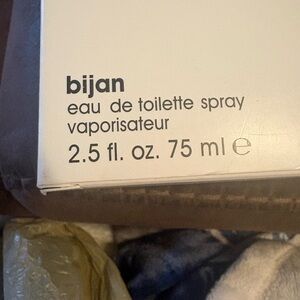 bijan
eau de toilette spray
vaporisateur
2.5 fl. oz. 75 ml ℮